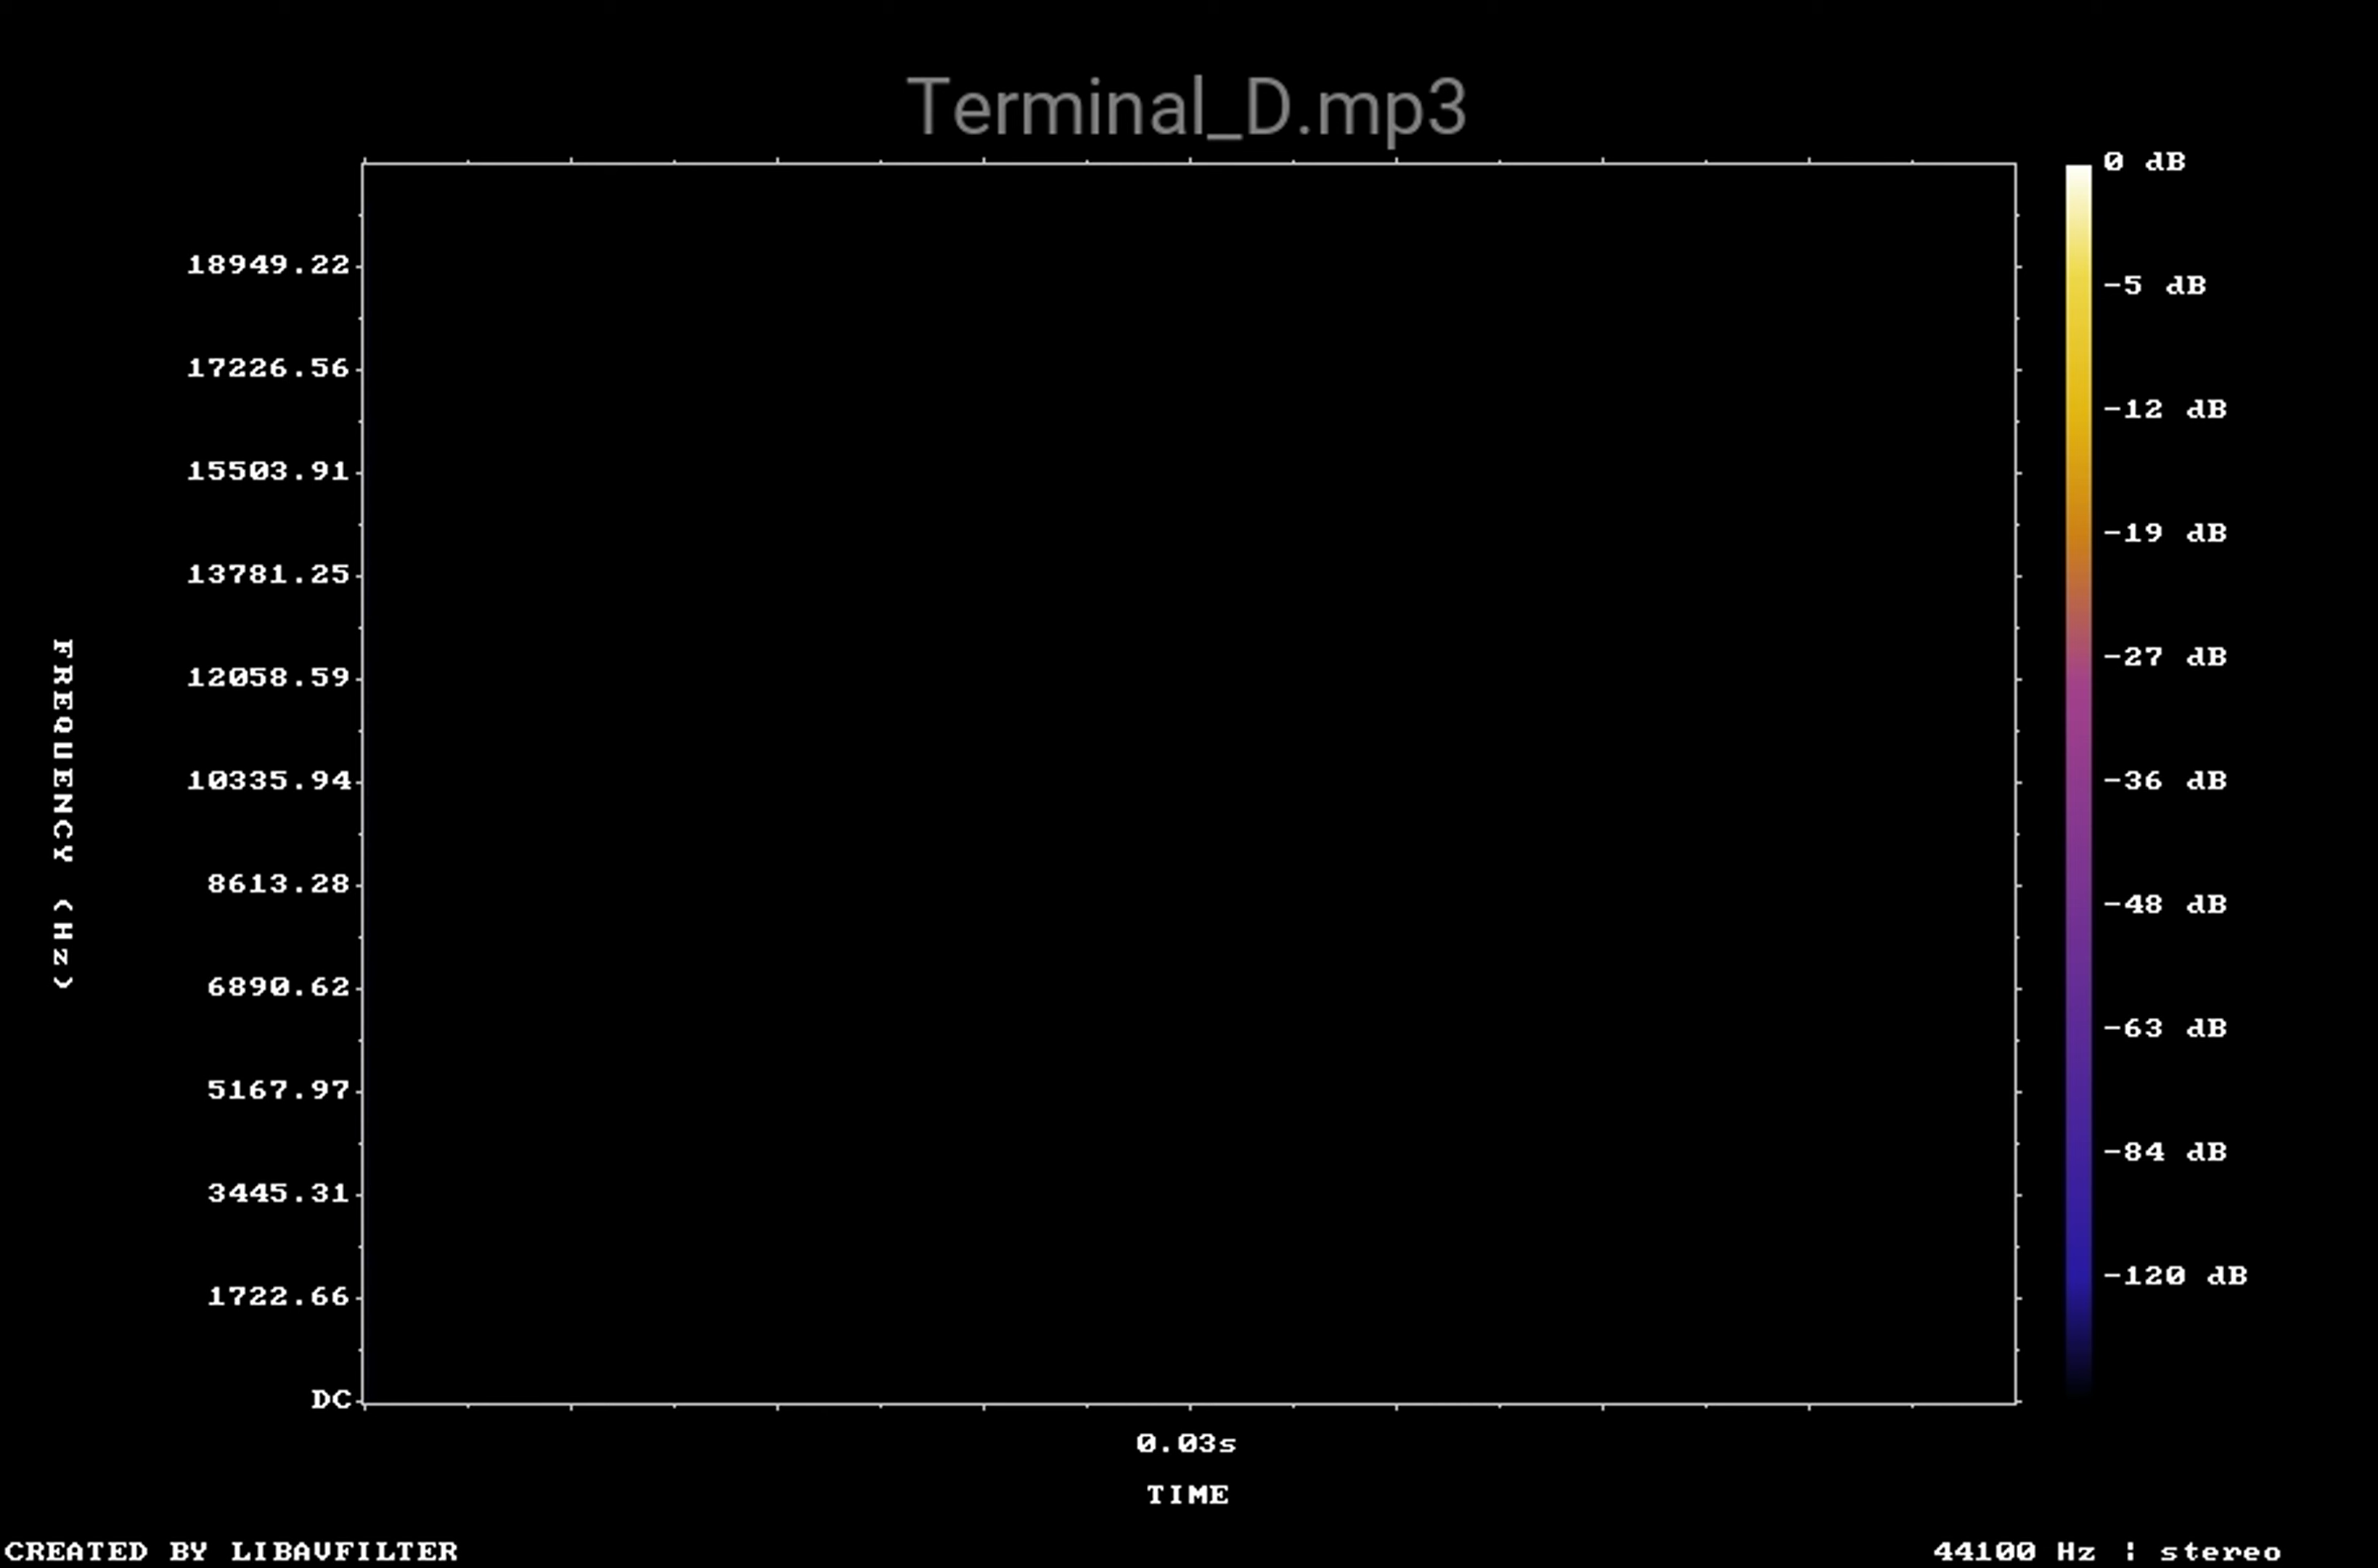 Terminal_D.mp3
0 dB
18949.22
-5 dB
17226.56
-12 dB
15503.91
-19 dB
13781.25
-27 dB
12058.59
10335.94
-36 dB
8613.28
-48 dB
6890.62
-63 dB
5167.97
-84 dB
3445.31
-120 dB
1722.66
DC
FREQUENCY (Hz)
0.03s
TIME
CREATED BY LIBAVFILTER
44100 Hz | stereo